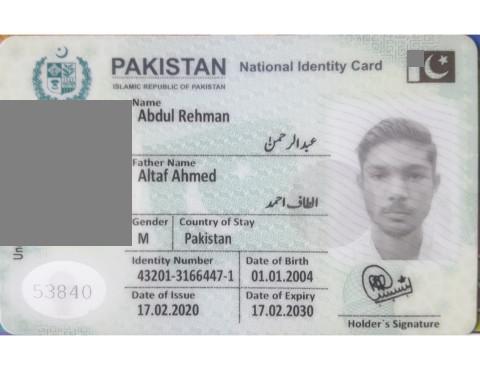 PAKISTAN National Identity Card
ISLAMIC REPUBLIC OF PAKISTAN
Name
Abdul Rehman
عبدالرحمن
Father Name
Altaf Ahmed
الطاف احمد
Gender Country of Stay
M Pakistan
Identity Number Date of Birth
43201-3166447-1 01.01.2004
Date of Issue Date of Expiry
17.02.2020 17.02.2030
53840
Holder's Signature